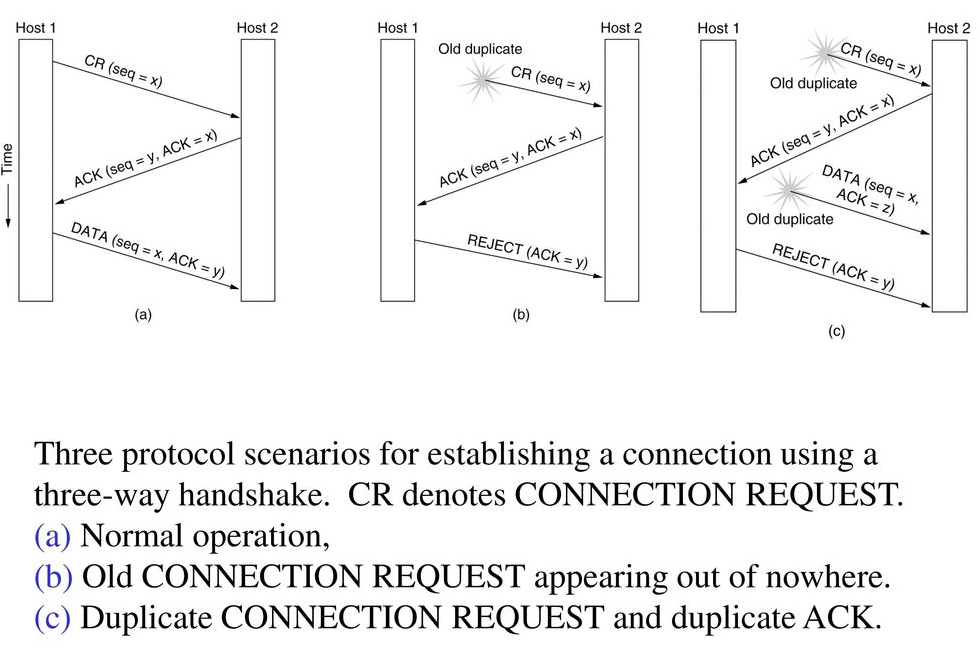 Host 1
Host 2
CR (seq = x)
ACK (seq = y, ACK = x)
DATA (seq = x, ACK = y)
Time
(a)
Host 1
Host 2
Old duplicate
CR (seq = x)
ACK (seq = y, ACK = x)
REJECT (ACK = y)
(b)
Host 1
Host 2
CR (seq = x)
Old duplicate
ACK (seq = y, ACK = x)
DATA (seq = x,
ACK = z)
Old duplicate
REJECT (ACK = y)
(c)
Three protocol scenarios for establishing a connection using a
three-way handshake. CR denotes CONNECTION REQUEST.
(a) Normal operation,
(b) Old CONNECTION REQUEST appearing out of nowhere.
(c) Duplicate CONNECTION REQUEST and duplicate ACK.